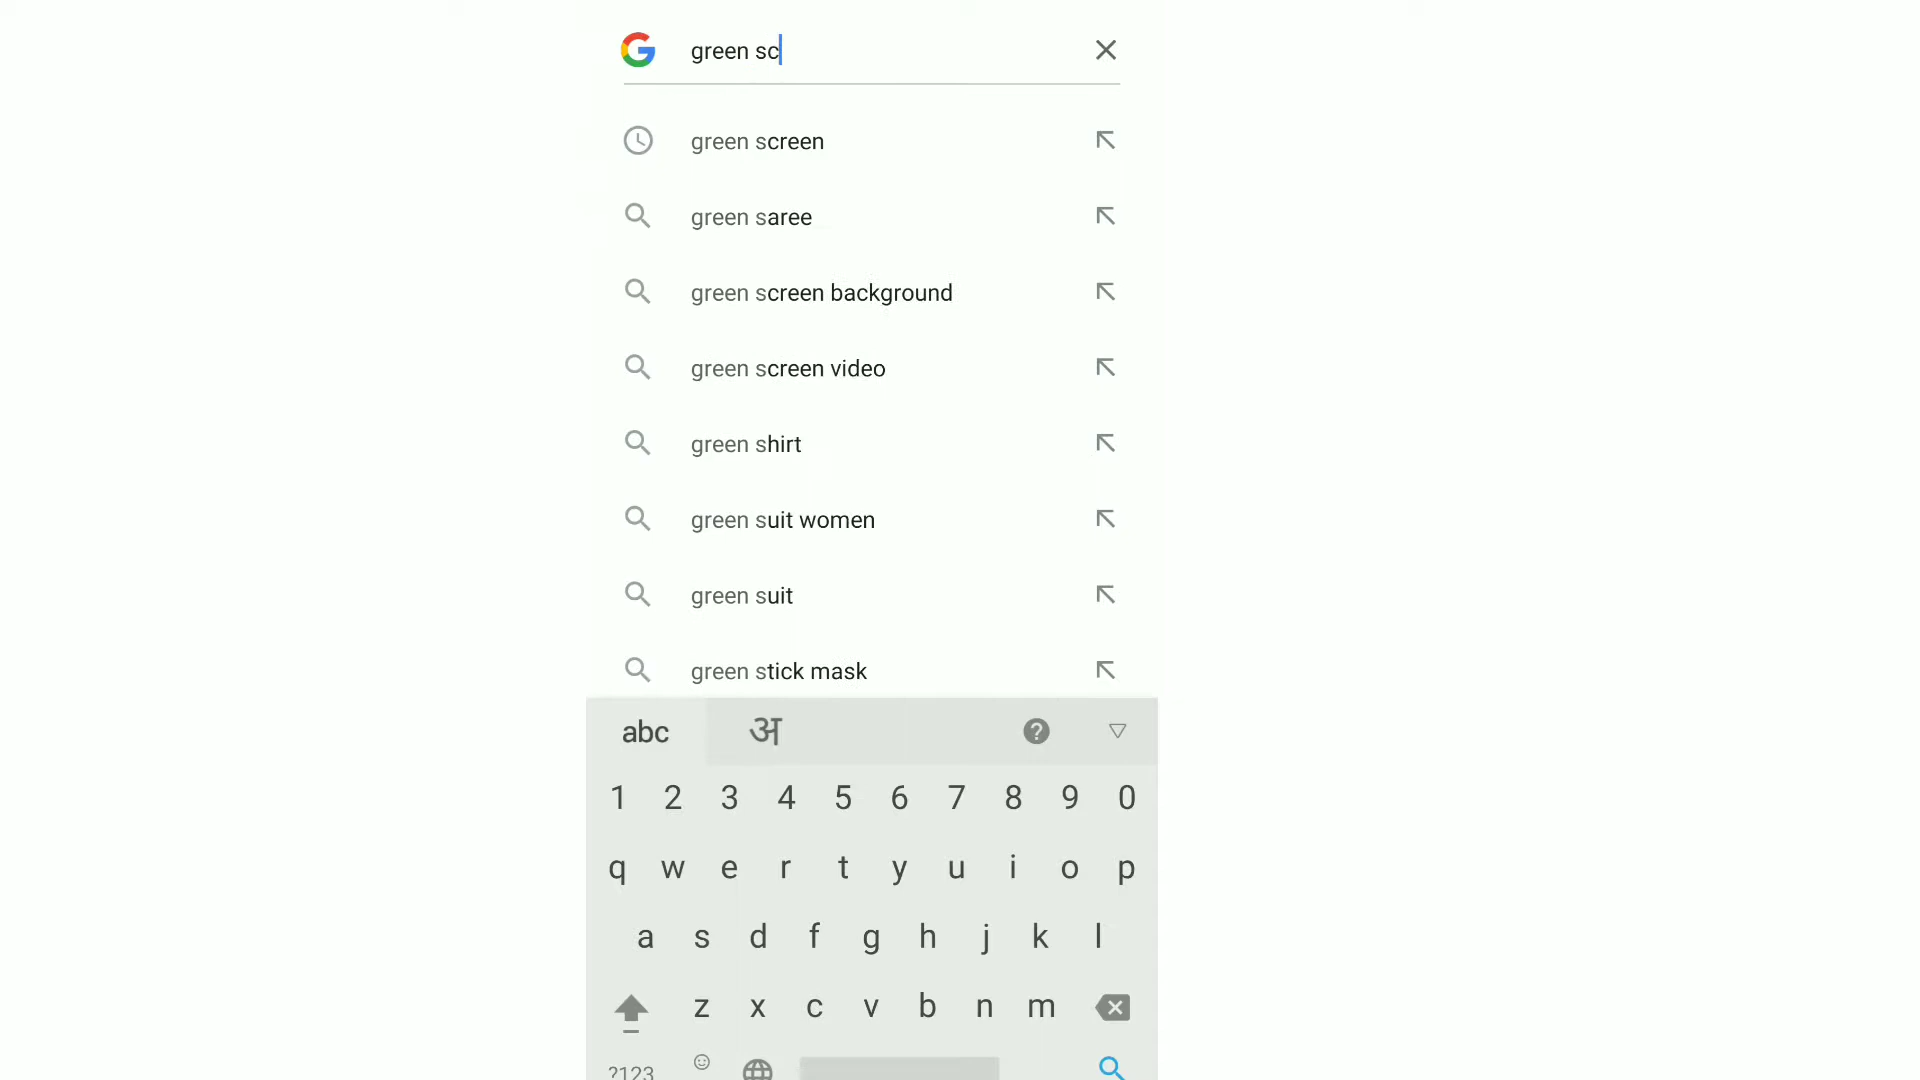 green sc
green screen
green saree
green screen background
green screen video
green shirt
green suit women
green suit
green stick mask
abc अ ?
1 2 3 4 5 6 7 8 9 0
q w e r t y u i o p
a s d f g h j k l
z x c v b n m
?123